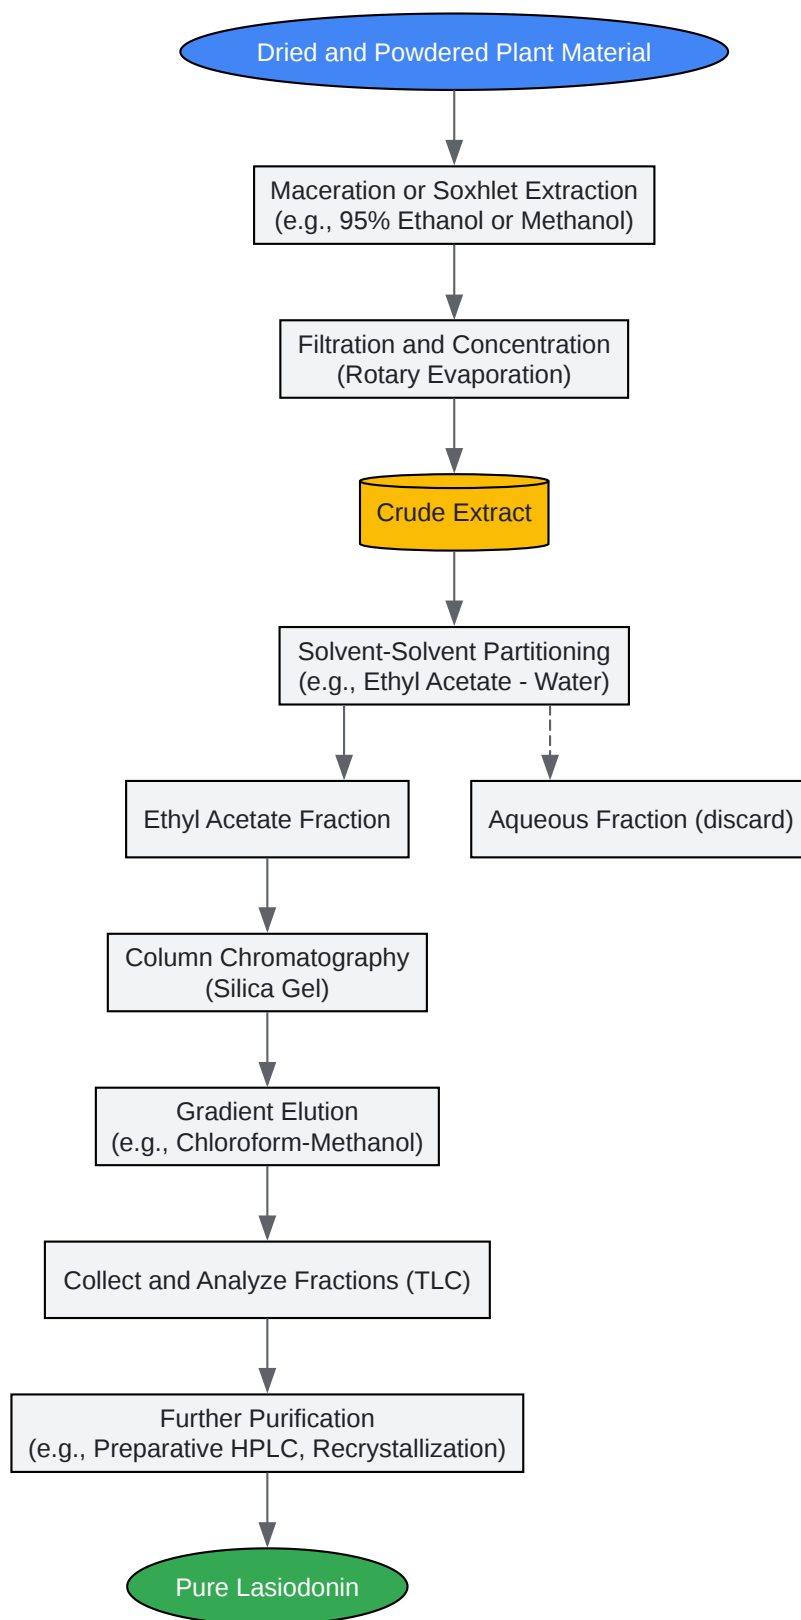 Dried and Powdered Plant Material
Maceration or Soxhlet Extraction
(e.g., 95% Ethanol or Methanol)
Filtration and Concentration
(Rotary Evaporation)
Crude Extract
Solvent-Solvent Partitioning
(e.g., Ethyl Acetate - Water)
Ethyl Acetate Fraction
Aqueous Fraction (discard)
Column Chromatography
(Silica Gel)
Gradient Elution
(e.g., Chloroform-Methanol)
Collect and Analyze Fractions (TLC)
Further Purification
(e.g., Preparative HPLC, Recrystallization)
Pure Lasiodonin